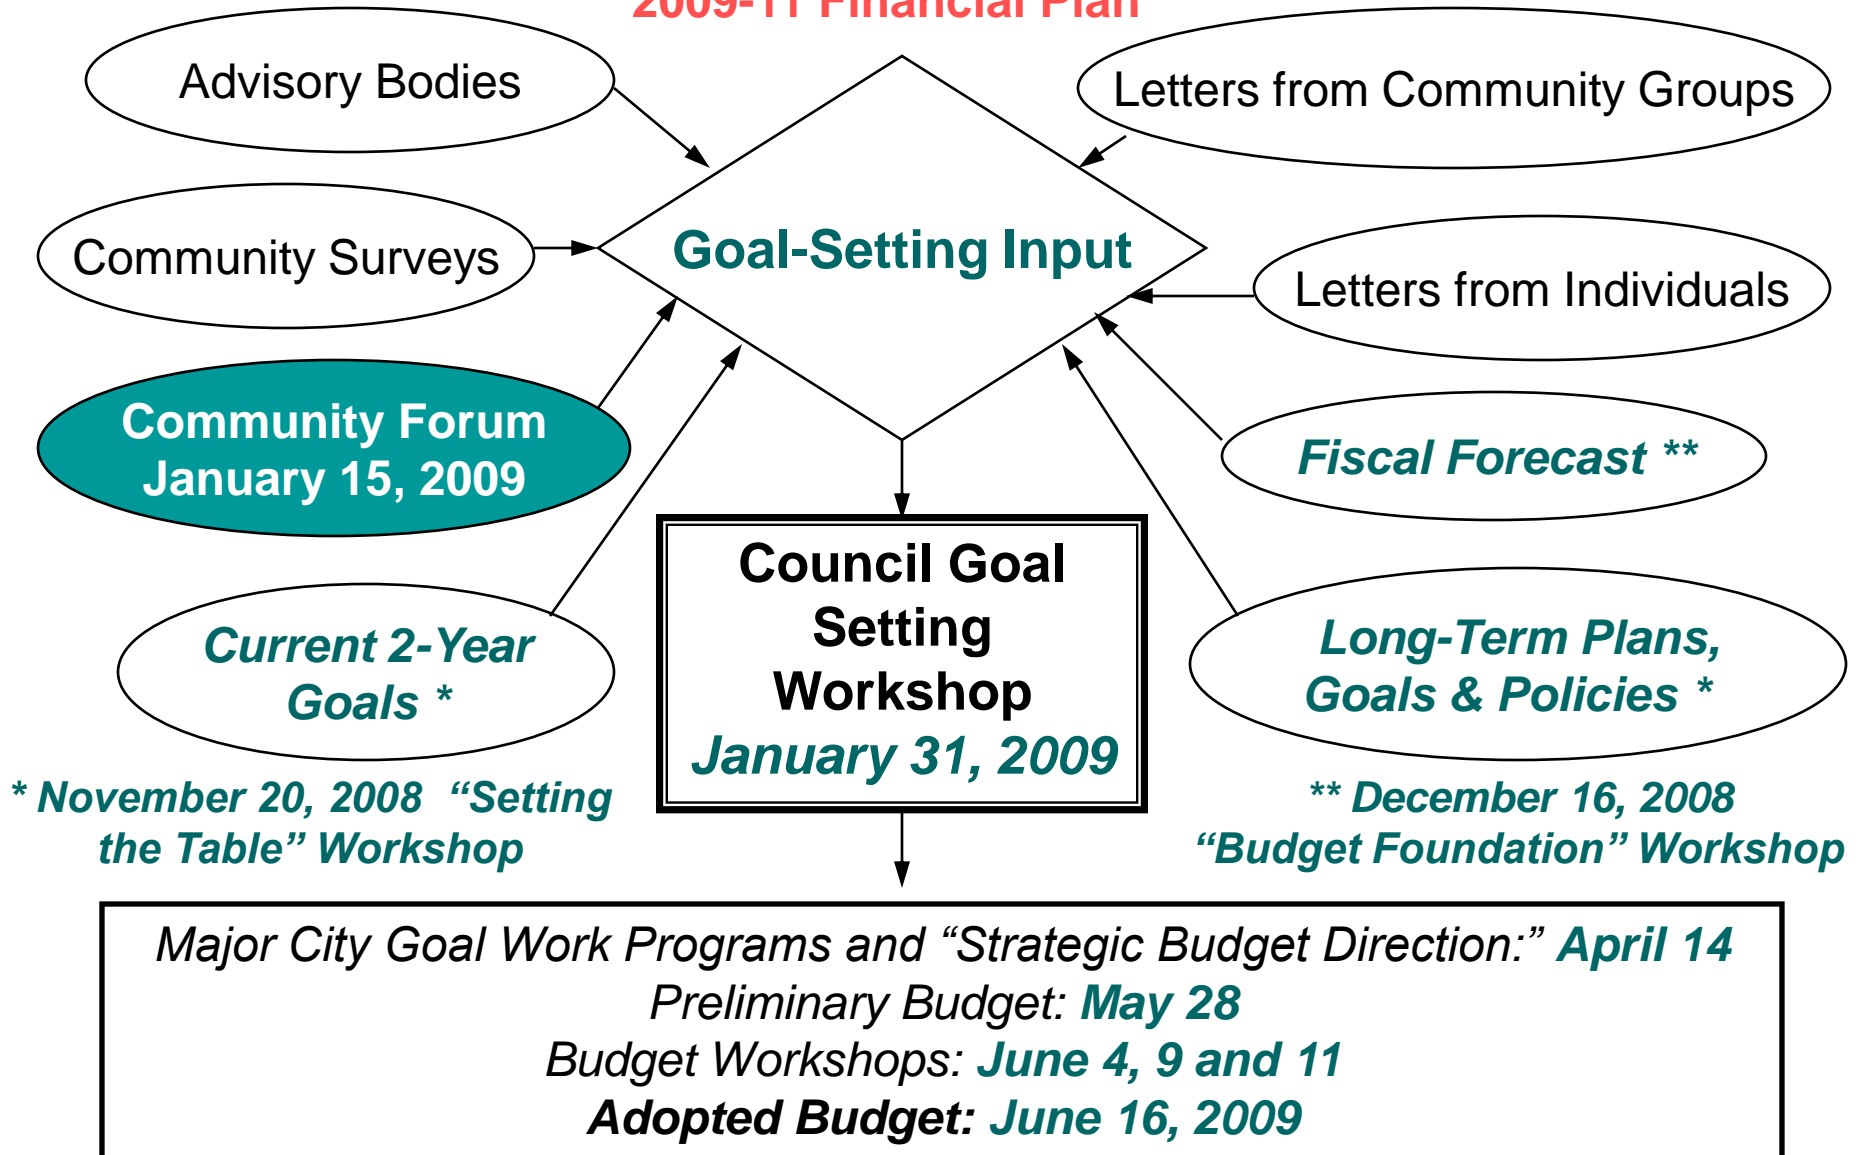 2009-11 Financial Plan
Advisory Bodies
Letters from Community Groups
Community Surveys
Goal-Setting Input
Letters from Individuals
Community Forum
January 15, 2009
Fiscal Forecast **
Current 2-Year
Goals *
Council Goal
Setting
Workshop
January 31, 2009
Long-Term Plans,
Goals & Policies *
* November 20, 2008 “Setting
the Table” Workshop
** December 16, 2008
“Budget Foundation” Workshop
Major City Goal Work Programs and “Strategic Budget Direction:” April 14
Preliminary Budget: May 28
Budget Workshops: June 4, 9 and 11
Adopted Budget: June 16, 2009